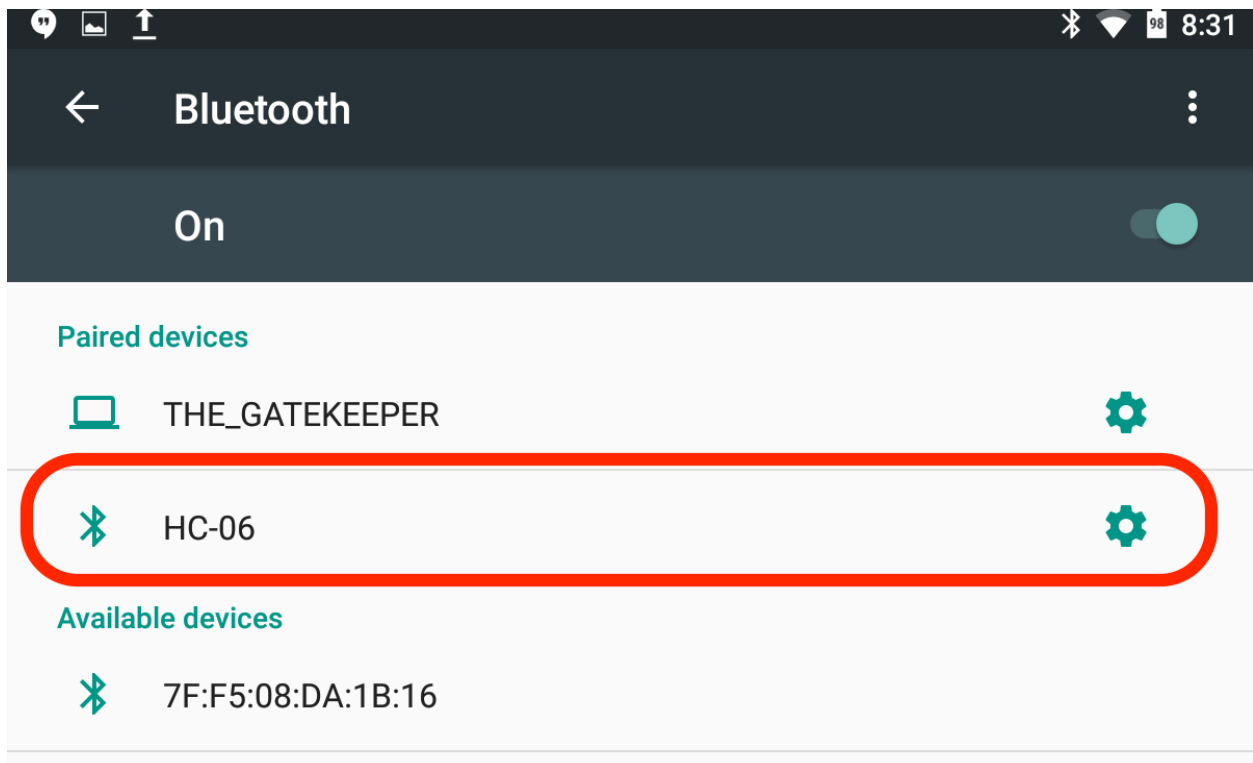 98 8:31
Bluetooth
On
Paired devices
THE_GATEKEEPER
HC-06
Available devices
7F:F5:08:DA:1B:16